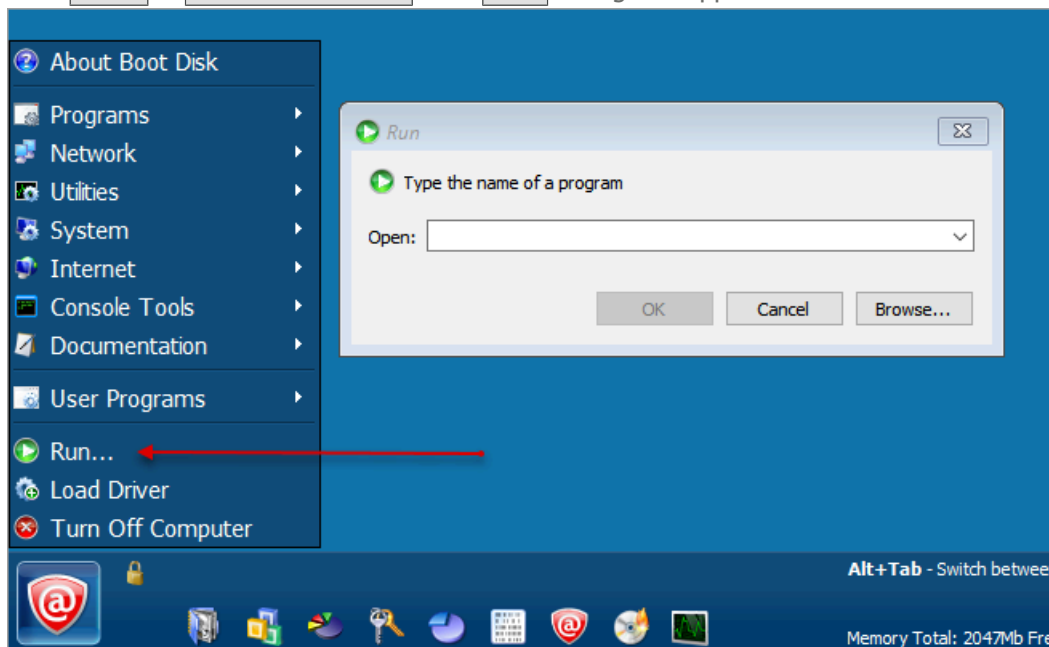 About Boot Disk
Programs
Network
Utilities
System
Internet
Console Tools
Documentation
User Programs
Run...
Load Driver
Turn Off Computer
Run
Type the name of a program
Open:
OK Cancel Browse...
Alt+Tab - Switch betwee
Memory Total: 2047Mb Fre